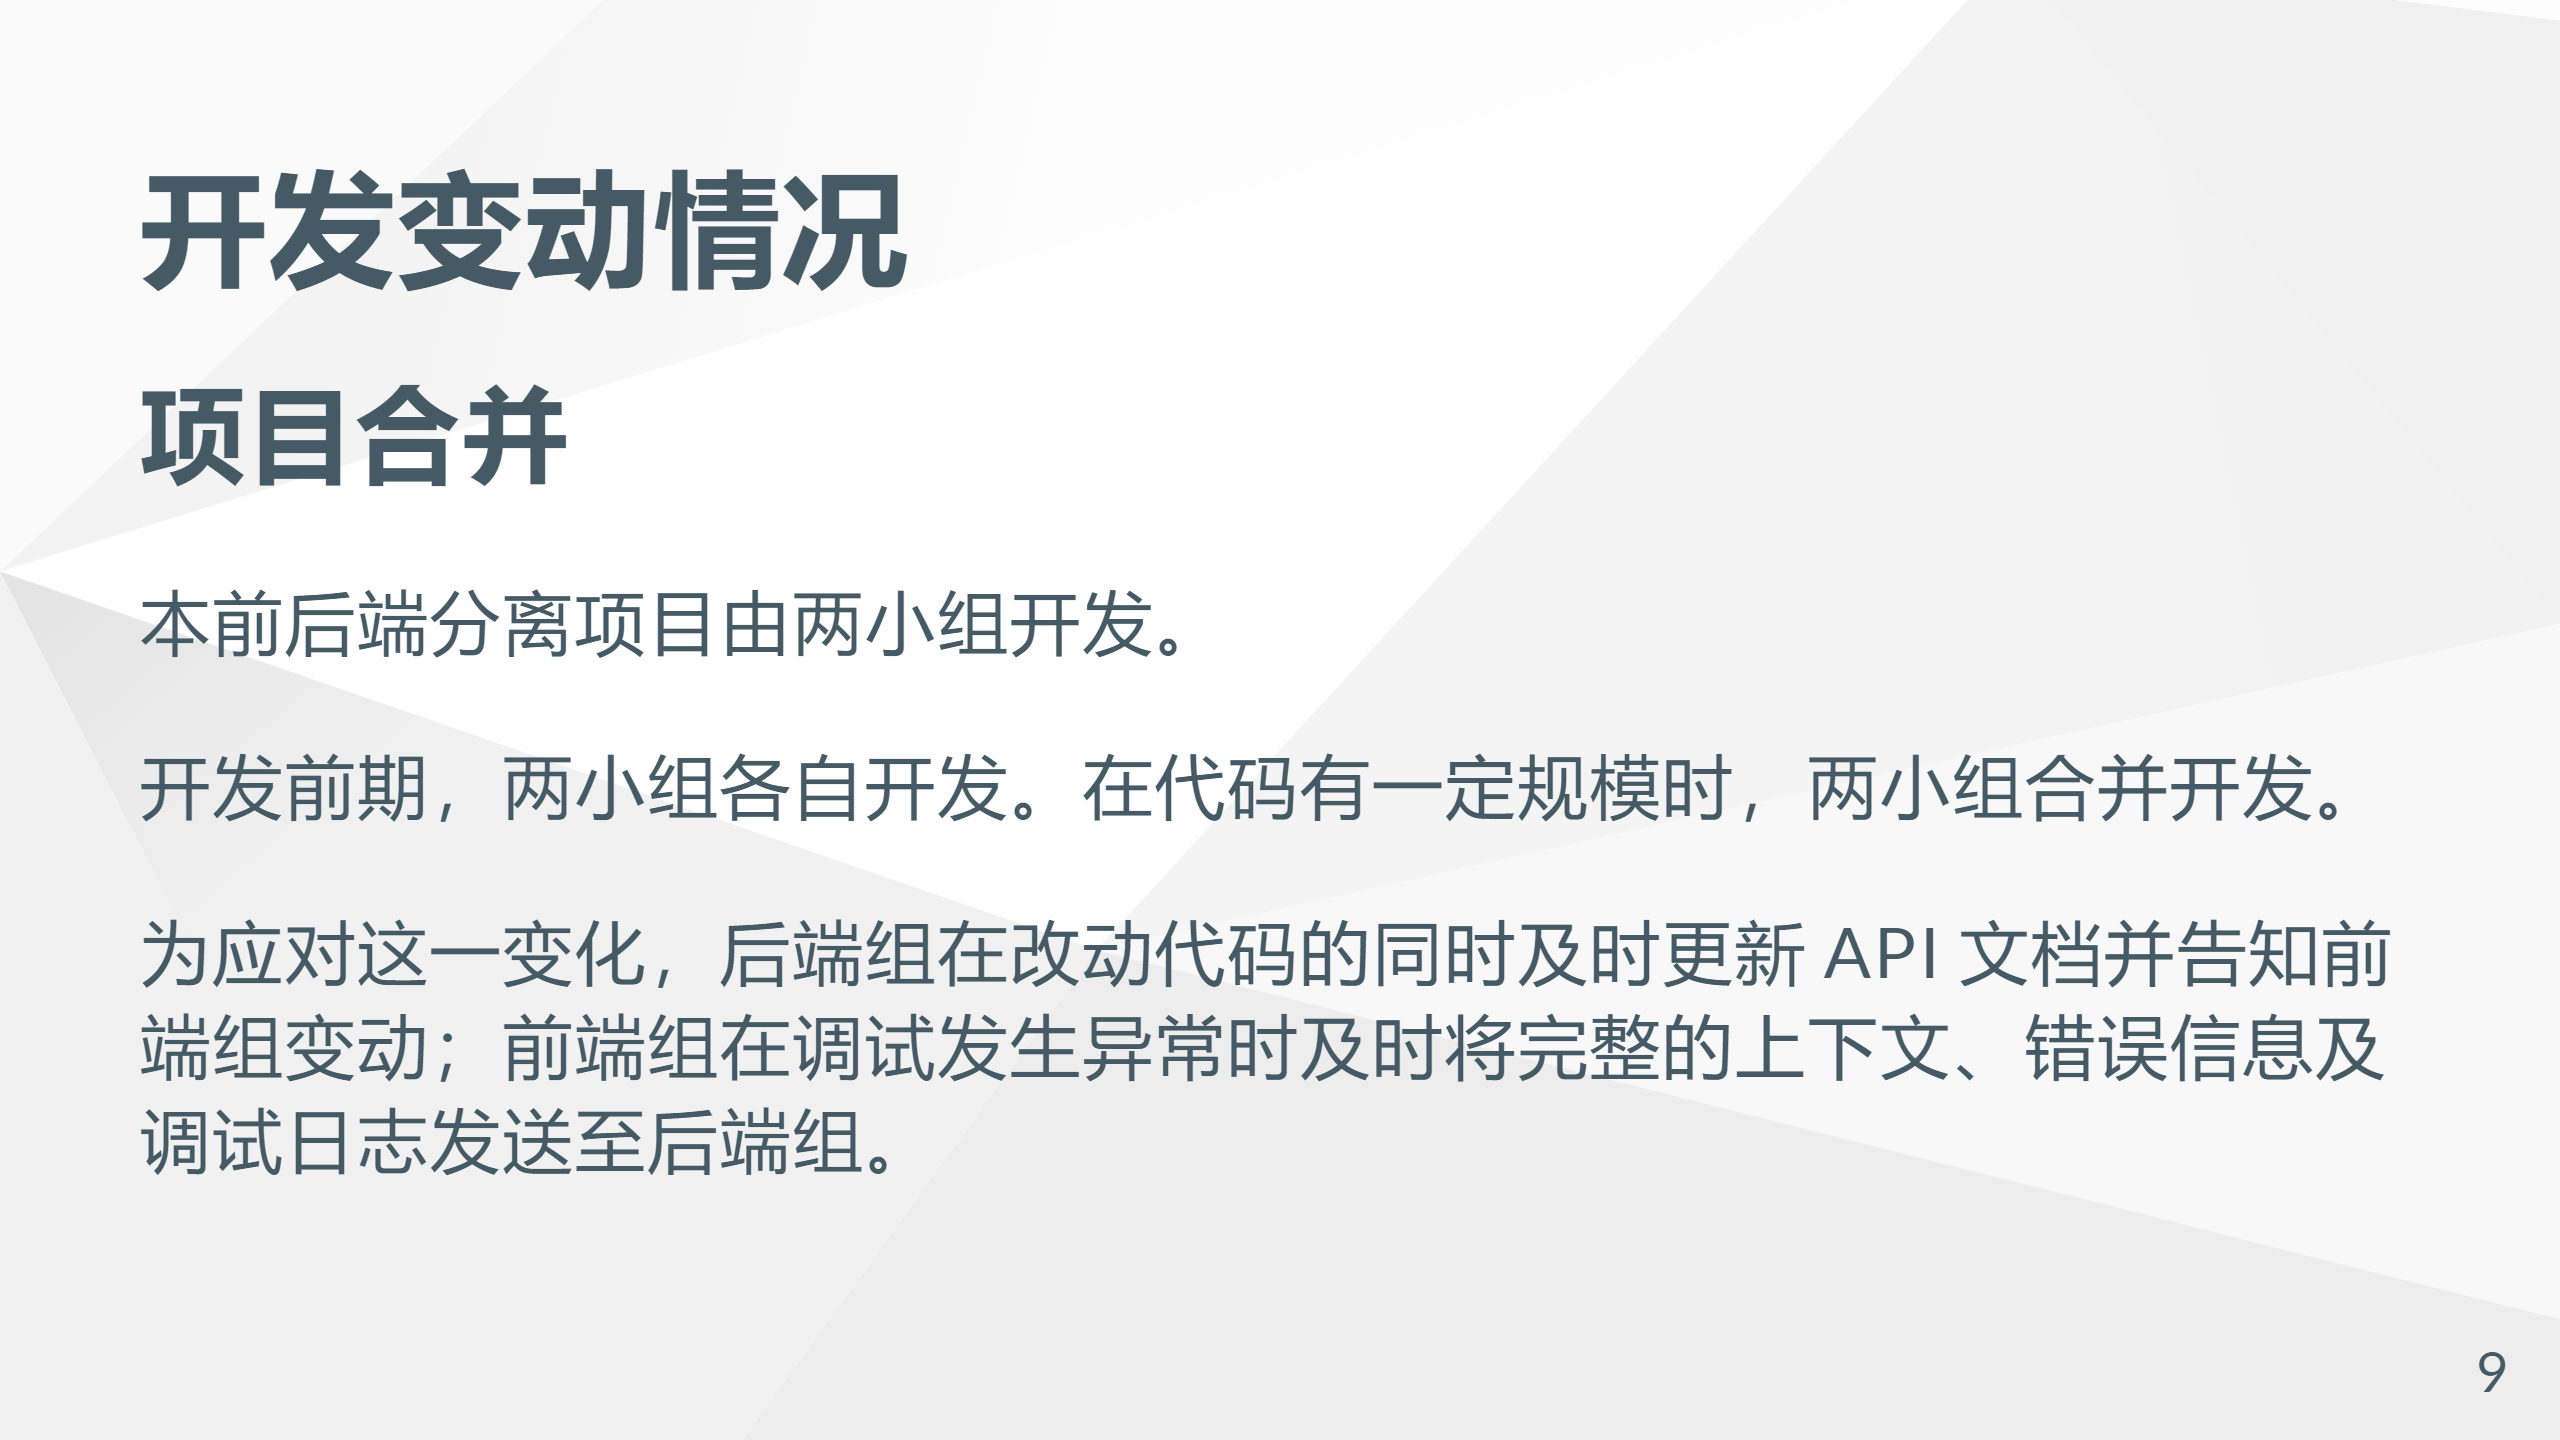 开发变动情况
项目合并
本前后端分离项目由两小组开发。
开发前期，两小组各自开发。在代码有一定规模时，两小组合并开发。
为应对这一变化，后端组在改动代码的同时及时更新 API 文档并告知前
端组变动；前端组在调试发生异常时及时将完整的上下文、错误信息及
调试日志发送至后端组。
9